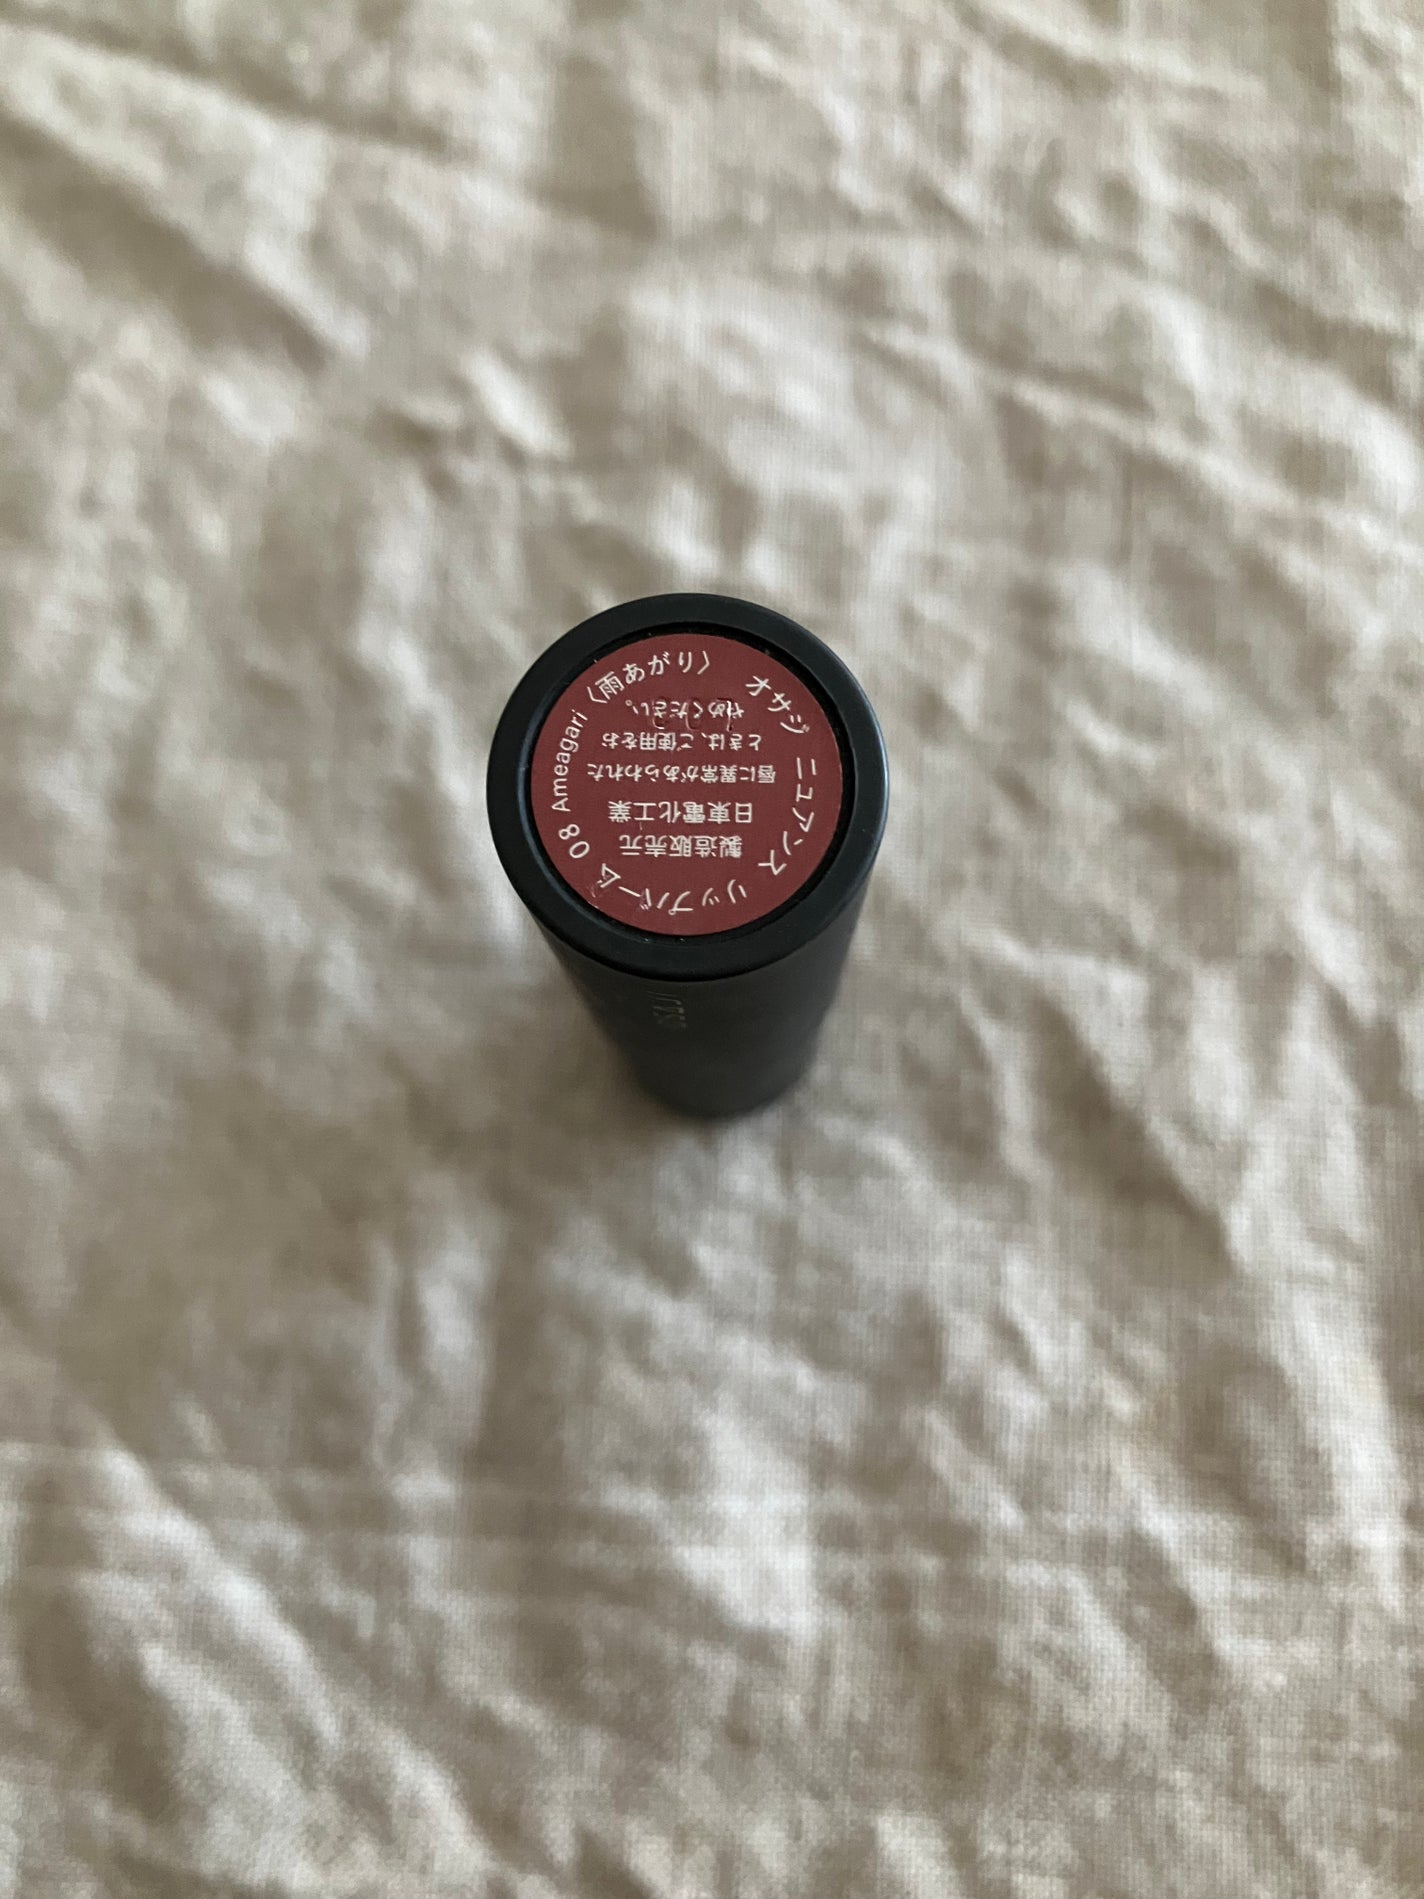 オサジ ニュアンス リップバーム 08 Ameagari〈雨あがり〉
製造販売元
日東電化工業
唇に異常があらわれた
ときは、ご使用をお
やめください。